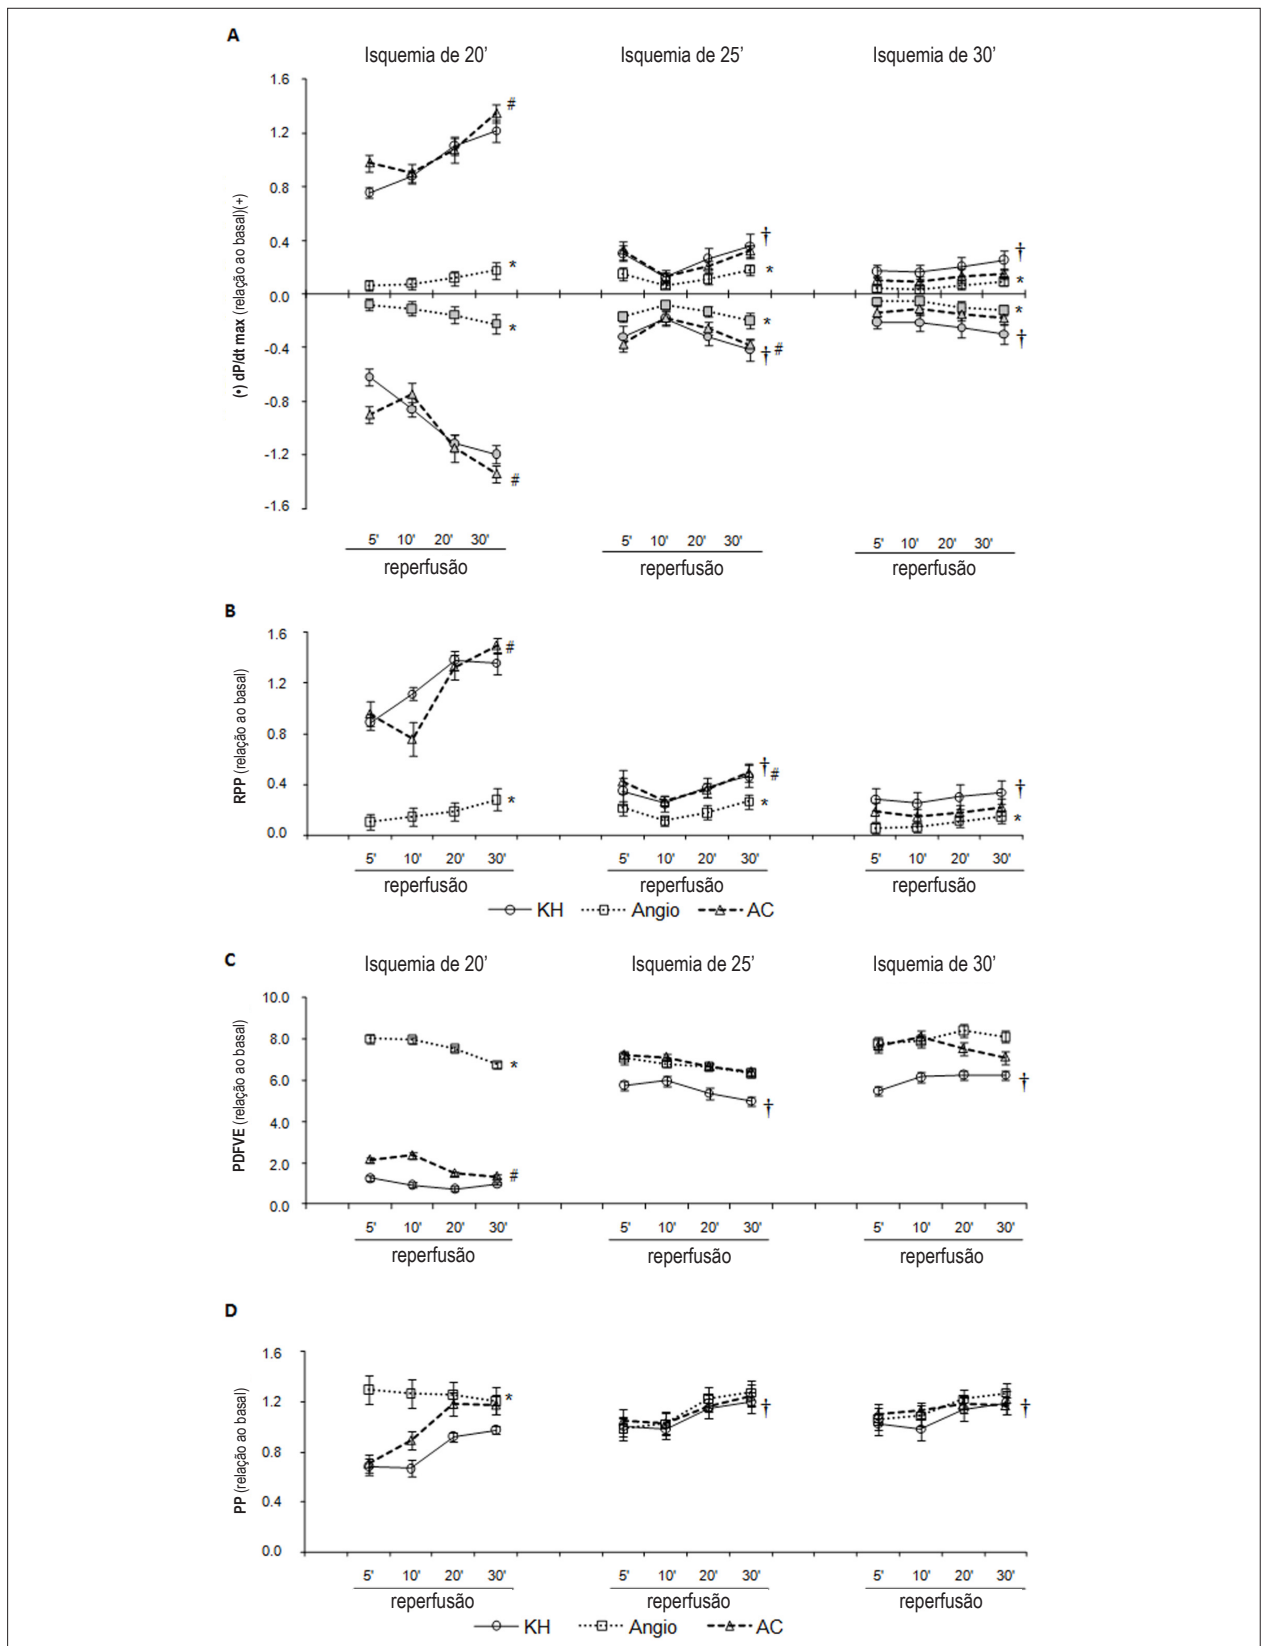 A
Isquemia de 20’ Isquemia de 25’ Isquemia de 30’
(•) dP/dt max (relação ao basal)(+)
1.6
1.2
0.8
0.4
0.0
-0.4
-0.8
-1.2
-1.6
# * * # † * * † # † * * †
5' 10' 20' 30' 5' 10' 20' 30' 5' 10' 20' 30'
reperfusão reperfusão reperfusão
B
RPP (relação ao basal)
1.6
1.2
0.8
0.4
0.0
# * † # * † *
5' 10' 20' 30' 5' 10' 20' 30' 5' 10' 20' 30'
reperfusão reperfusão reperfusão
KH Angio AC
C
Isquemia de 20’ Isquemia de 25’ Isquemia de 30’
PDFVE (relação ao basal)
10.0
8.0
6.0
4.0
2.0
0.0
* # † †
5' 10' 20' 30' 5' 10' 20' 30' 5' 10' 20' 30'
reperfusão reperfusão reperfusão
D
PP (relação ao basal)
1.6
1.2
0.8
0.4
0.0
* † †
5' 10' 20' 30' 5' 10' 20' 30' 5' 10' 20' 30'
reperfusão reperfusão reperfusão
KH Angio AC